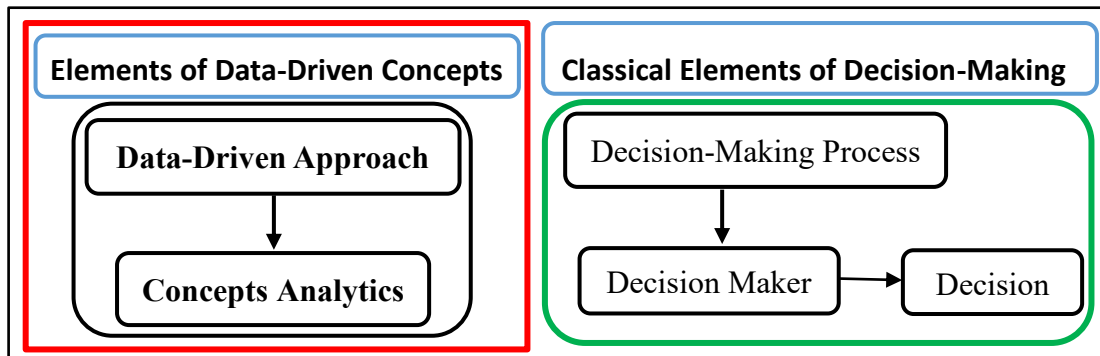 Elements of Data-Driven Concepts
Data-Driven Approach
Concepts Analytics
Classical Elements of Decision-Making
Decision-Making Process
Decision Maker
Decision